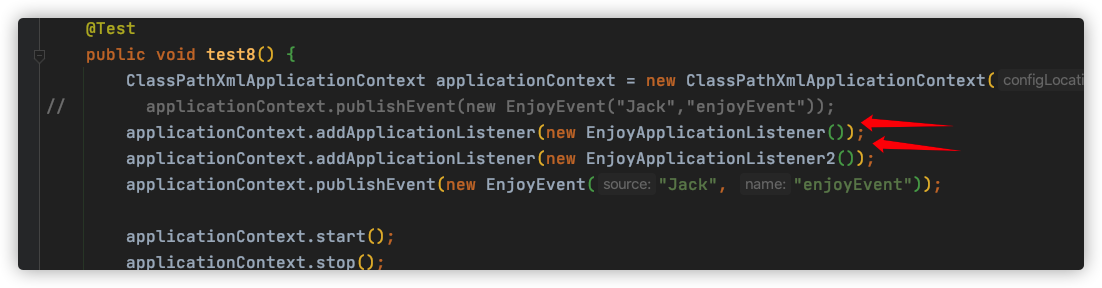 @Test
public void test8() {
ClassPathXmlApplicationContext applicationContext = new ClassPathXmlApplicationContext(
// applicationContext.publishEvent(new EnjoyEvent("Jack","enjoyEvent"));
applicationContext.addApplicationListener(new EnjoyApplicationListener());
applicationContext.addApplicationListener(new EnjoyApplicationListener2());
applicationContext.publishEvent(new EnjoyEvent( source: "Jack", name: "enjoyEvent"));
applicationContext.start();
applicationContext.stop();